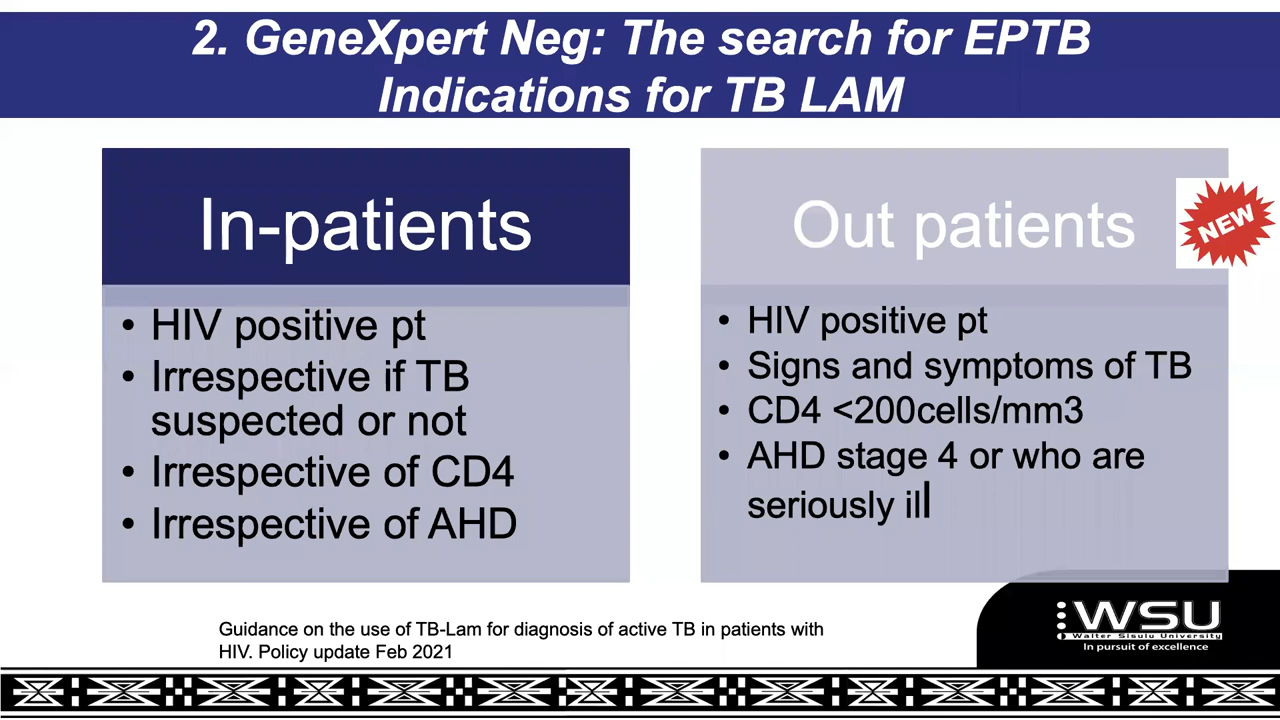 2. GeneXpert Neg: The search for EPTB
Indications for TB LAM
In-patients
• HIV positive pt
• Irrespective if TB
suspected or not
• Irrespective of CD4
• Irrespective of AHD
Out patients
NEW
• HIV positive pt
• Signs and symptoms of TB
• CD4 <200cells/mm3
• AHD stage 4 or who are
seriously ill
Guidance on the use of TB-Lam for diagnosis of active TB in patients with
HIV. Policy update Feb 2021
WSU
Walter Sisulu University
In pursuit of excellence